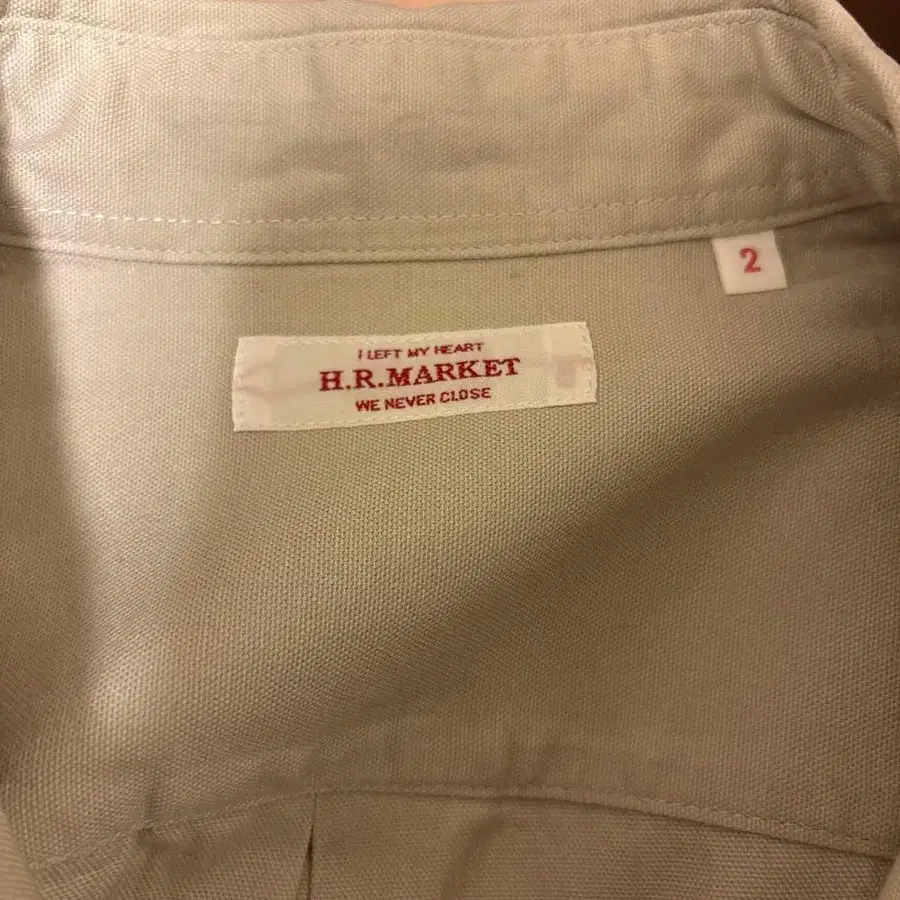 2
I LEFT MY HEART
H.R.MARKET
WE NEVER CLOSE